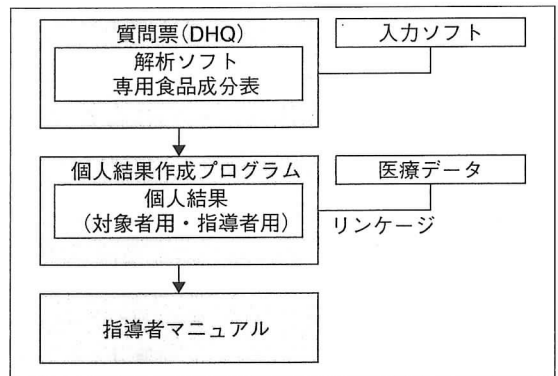 質問票(DHQ)
入力ソフト
解析ソフト
専用食品成分表
個人結果作成プログラム
医療データ
個人結果
(対象者用・指導者用)
リンケージ
指導者マニュアル